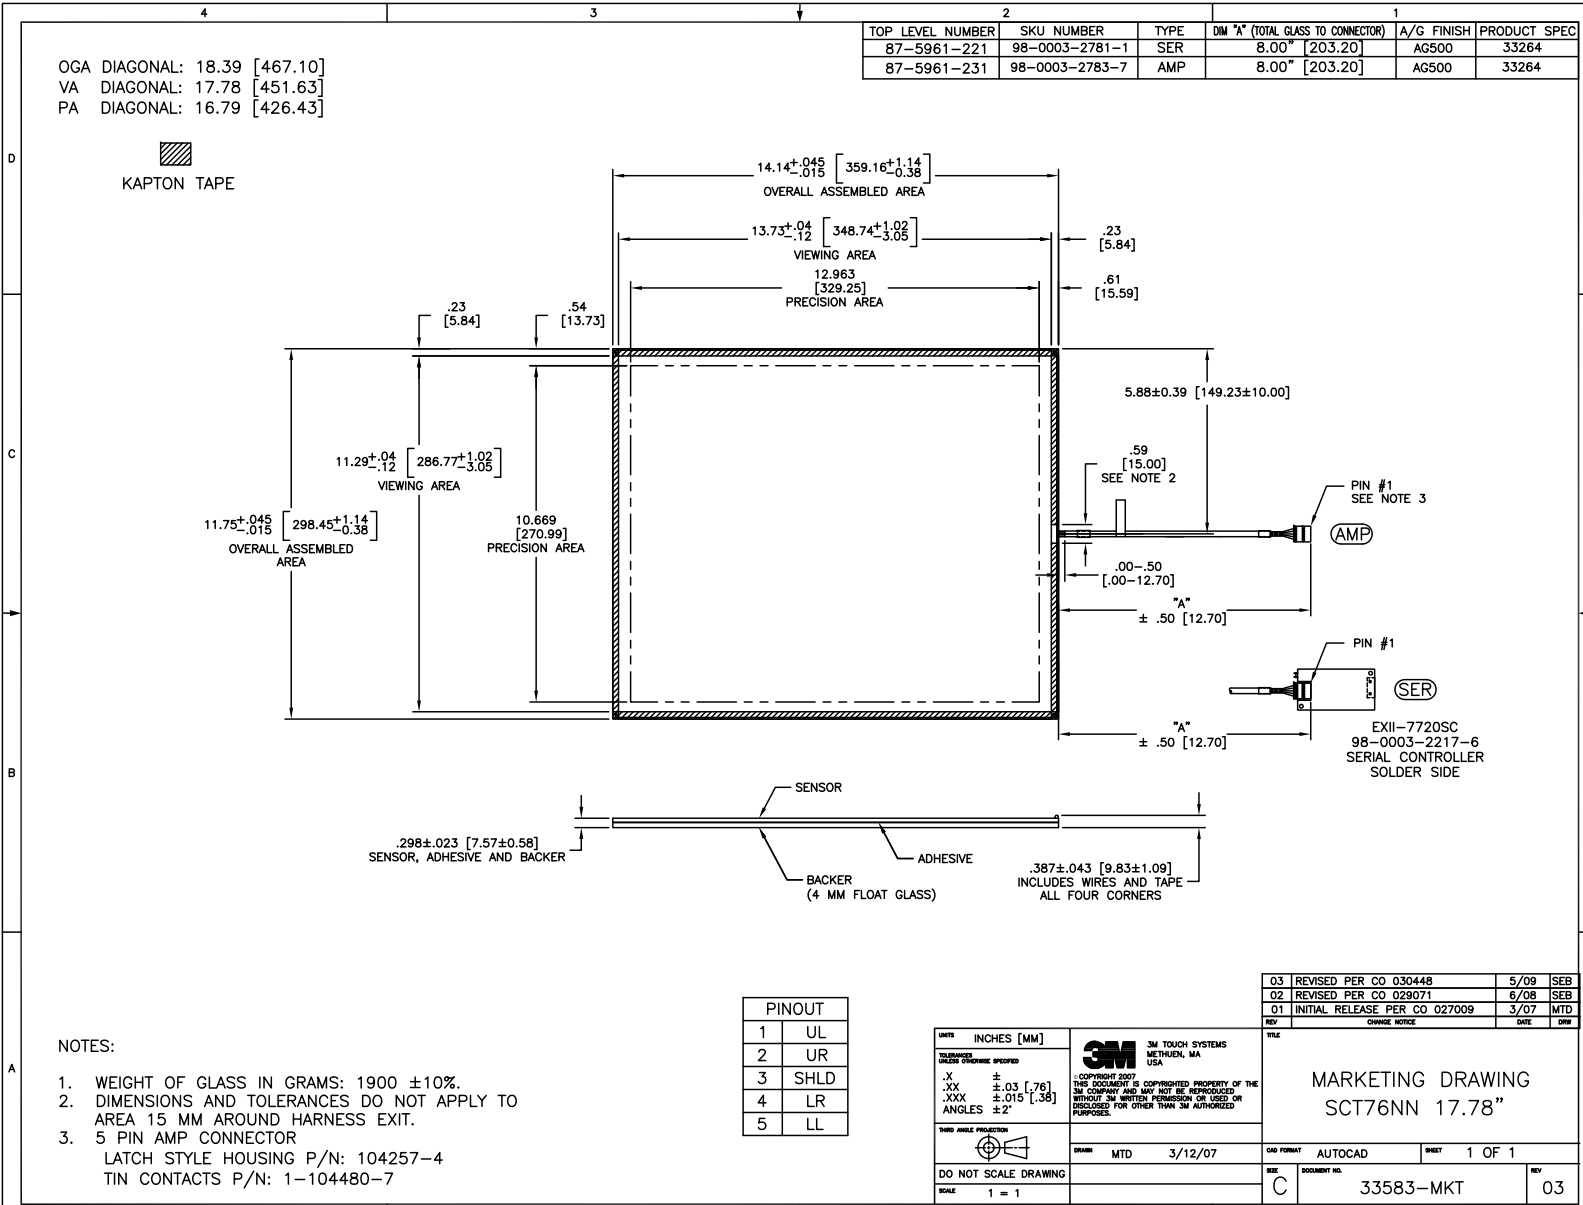 4 3 2 1
TOP LEVEL NUMBER SKU NUMBER TYPE DIM "A" (TOTAL GLASS TO CONNECTOR) A/G FINISH PRODUCT SPEC
87-5961-221 98-0003-2781-1 SER 8.00" [203.20] AG500 33264
87-5961-231 98-0003-2783-7 AMP 8.00" [203.20] AG500 33264
OGA DIAGONAL: 18.39 [467.10]
VA DIAGONAL: 17.78 [451.63]
PA DIAGONAL: 16.79 [426.43]
D
KAPTON TAPE
14.14+.045 -.015 [359.16+1.14 -0.38]
OVERALL ASSEMBLED AREA
13.73+.04 -.12 [348.74+1.02 -3.05]
VIEWING AREA
.23
[5.84]
12.963
[329.25]
PRECISION AREA
.61
[15.59]
.23
[5.84]
.54
[13.73]
5.88±0.39 [149.23±10.00]
C
11.29+.04 -.12 [286.77+1.02 -3.05]
VIEWING AREA
.59
[15.00]
SEE NOTE 2
PIN #1
SEE NOTE 3
11.75+.045 -.015 [298.45+1.14 -0.38]
OVERALL ASSEMBLED
AREA
10.669
[270.99]
PRECISION AREA
AMP
.00-.50
[.00-12.70]
"A"
± .50 [12.70]
PIN #1
SER
"A"
± .50 [12.70]
EXII-7720SC
98-0003-2217-6
SERIAL CONTROLLER
SOLDER SIDE
B
SENSOR
.298±.023 [7.57±0.58]
SENSOR, ADHESIVE AND BACKER
ADHESIVE
BACKER
(4 MM FLOAT GLASS)
.387±.043 [9.83±1.09]
INCLUDES WIRES AND TAPE
ALL FOUR CORNERS
A
NOTES:
1. WEIGHT OF GLASS IN GRAMS: 1900 ±10%.
2. DIMENSIONS AND TOLERANCES DO NOT APPLY TO
AREA 15 MM AROUND HARNESS EXIT.
3. 5 PIN AMP CONNECTOR
LATCH STYLE HOUSING P/N: 104257-4
TIN CONTACTS P/N: 1-104480-7
PINOUT
1 UL
2 UR
3 SHLD
4 LR
5 LL
03 REVISED PER CO 030448 5/09 SEB
02 REVISED PER CO 029071 6/08 SEB
01 INITIAL RELEASE PER CO 027009 3/07 MTD
REV CHANGE NOTICE DATE DRW
UNITS INCHES [MM]
TOLERANCES
UNLESS OTHERWISE SPECIFIED
.X ±
.XX ±.03 [.76]
.XXX ±.015 [.38]
ANGLES ±2°
THIRD ANGLE PROJECTION
DO NOT SCALE DRAWING
SCALE 1 = 1
3M
3M TOUCH SYSTEMS
METHUEN, MA
USA
© COPYRIGHT 2007
THIS DOCUMENT IS COPYRIGHTED PROPERTY OF THE
3M COMPANY AND MAY NOT BE REPRODUCED
WITHOUT 3M WRITTEN PERMISSION OR USED OR
DISCLOSED FOR OTHER THAN 3M AUTHORIZED
PURPOSES.
DRAWN MTD 3/12/07
TITLE
MARKETING DRAWING
SCT76NN 17.78"
CAD FORMAT AUTOCAD SHEET 1 OF 1
SIZE C DOCUMENT NO. 33583-MKT REV 03